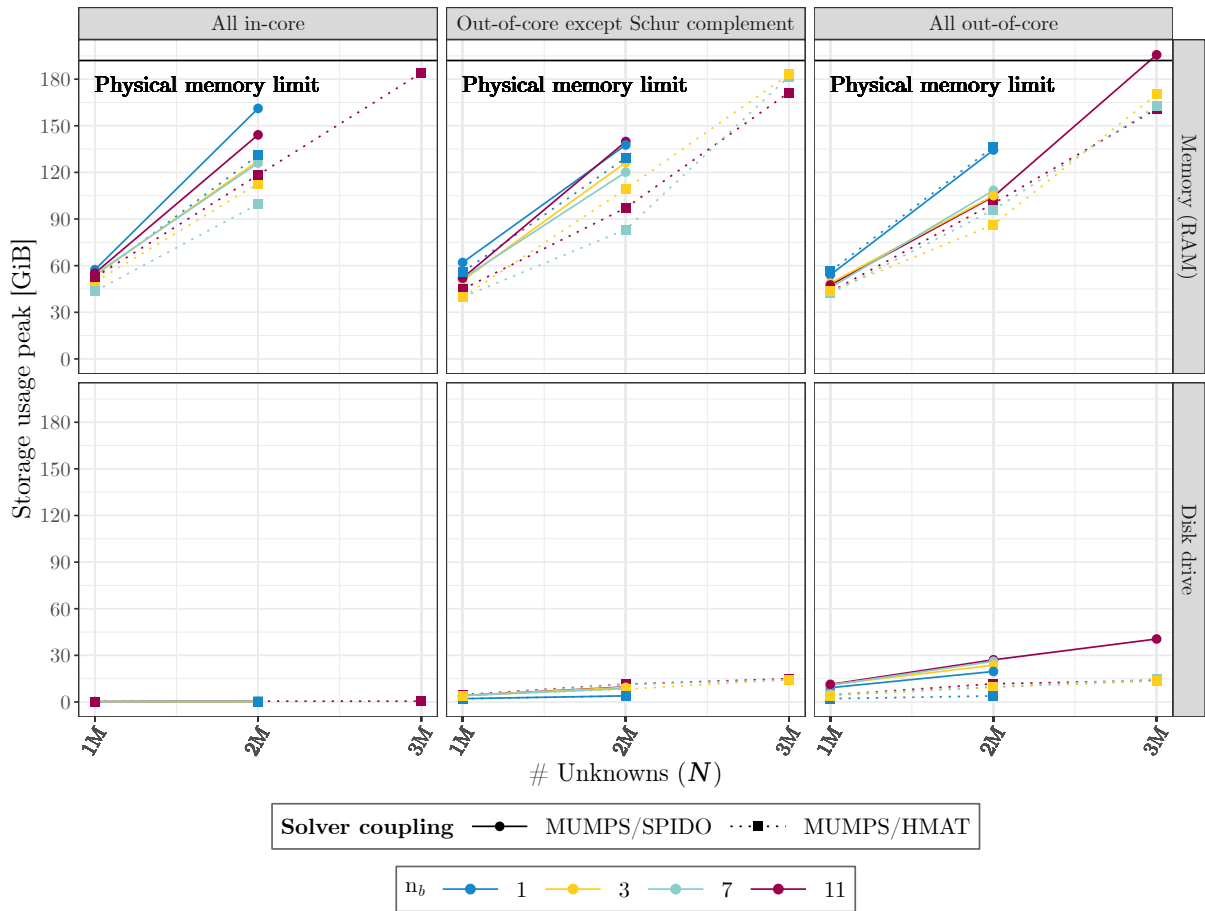 All in-core
Out-of-core except Schur complement
All out-of-core
Storage usage peak [GiB]
180
150
120
90
60
30
0
Physical memory limit
Physical memory limit
Physical memory limit
Memory (RAM)
180
150
120
90
60
30
0
Disk drive
1M
2M
3M
1M
2M
3M
1M
2M
3M
# Unknowns (N)
Solver coupling MUMPS/SPIDO MUMPS/HMAT
n_b 1 3 7 11